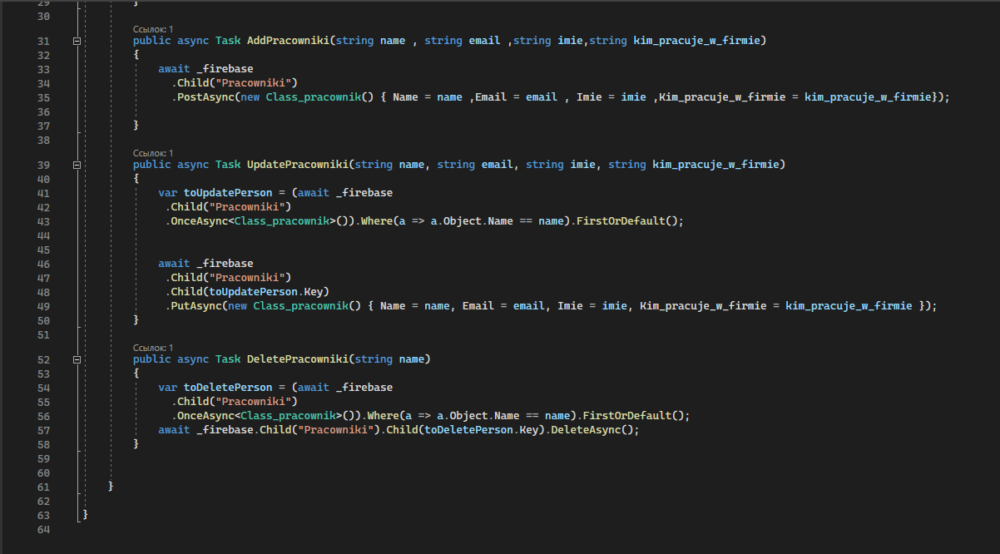 29 }
30
Ссылок: 1
31 public async Task AddPracowniki(string name , string email ,string imie,string kim_pracuje_w_firmie)
32 {
33 await _firebase
34 .Child("Pracowniki")
35 .PostAsync(new Class_pracownik() { Name = name ,Email = email , Imie = imie ,Kim_pracuje_w_firmie = kim_pracuje_w_firmie});
36
37 }
38
Ссылок: 1
39 public async Task UpdatePracowniki(string name, string email, string imie, string kim_pracuje_w_firmie)
40 {
41 var toUpdatePerson = (await _firebase
42 .Child("Pracowniki")
43 .OnceAsync<Class_pracownik>()).Where(a => a.Object.Name == name).FirstOrDefault();
44
45
46 await _firebase
47 .Child("Pracowniki")
48 .Child(toUpdatePerson.Key)
49 .PutAsync(new Class_pracownik() { Name = name, Email = email, Imie = imie, Kim_pracuje_w_firmie = kim_pracuje_w_firmie });
50 }
51
Ссылок: 1
52 public async Task DeletePracowniki(string name)
53 {
54 var toDeletePerson = (await _firebase
55 .Child("Pracowniki")
56 .OnceAsync<Class_pracownik>()).Where(a => a.Object.Name == name).FirstOrDefault();
57 await _firebase.Child("Pracowniki").Child(toDeletePerson.Key).DeleteAsync();
58 }
59
60
61 }
62
63 }
64